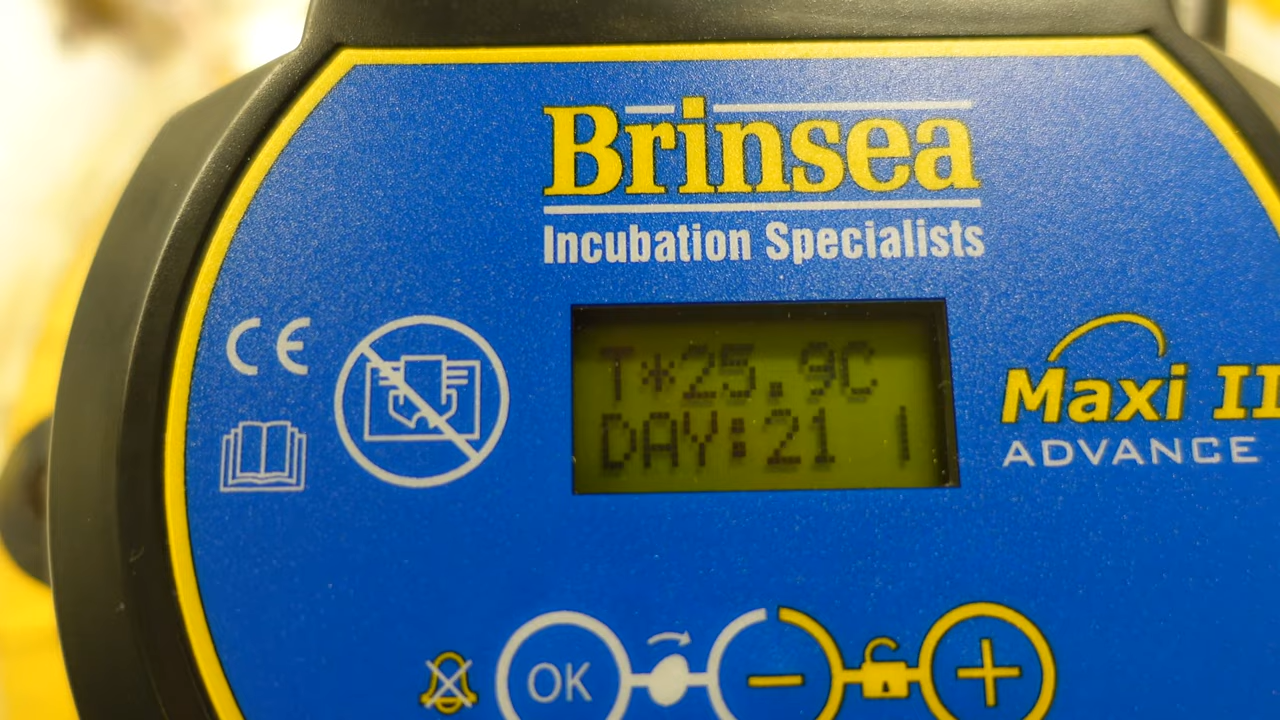 Brinsea
Incubation Specialists
CE
T*25.9C
DAY:21 |
Maxi II
ADVANCE
OK